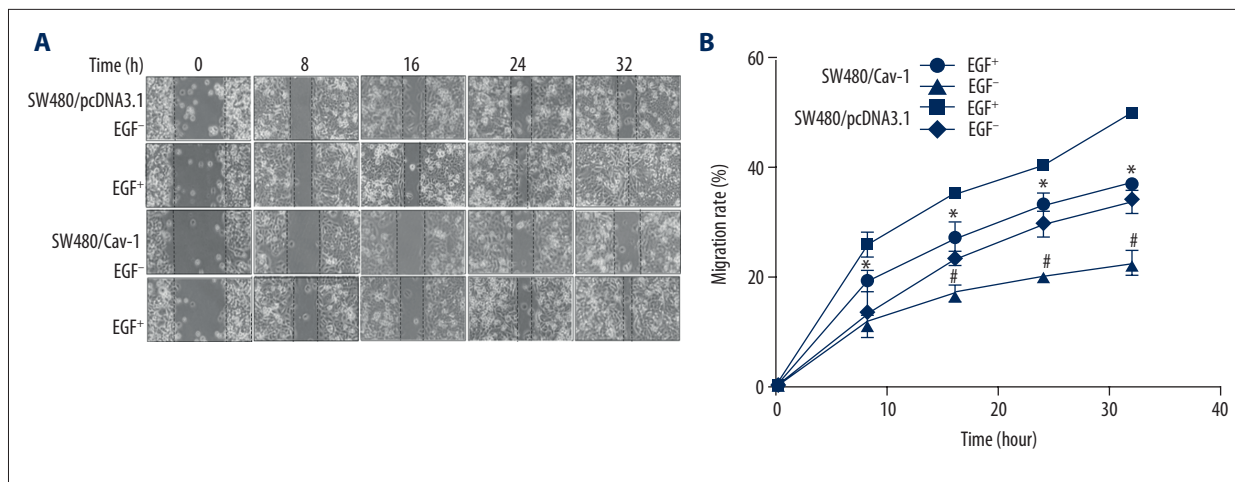 A
Time (h) 0 8 16 24 32
SW480/pcDNA3.1
EGF⁻
EGF⁺
SW480/Cav-1
EGF⁻
EGF⁺
B
SW480/Cav-1 EGF⁺
EGF⁻
SW480/pcDNA3.1 EGF⁺
EGF⁻
Migration rate (%)
60
40
20
0
* * * *
# # #
0 10 20 30 40
Time (hour)